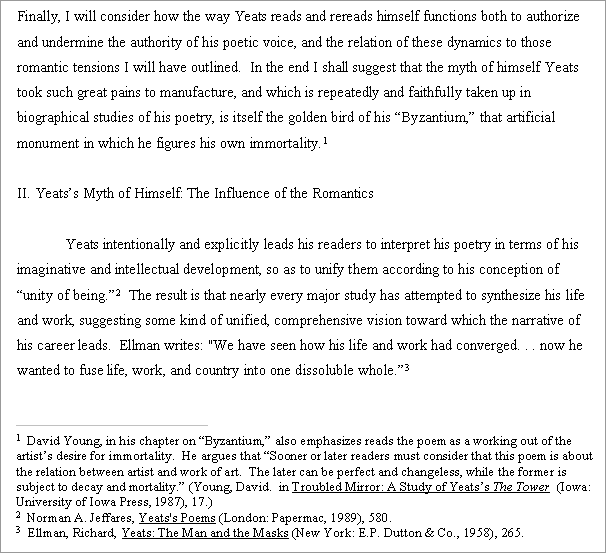 Finally, I will consider how the way Yeats reads and rereads himself functions both to authorize
and undermine the authority of his poetic voice, and the relation of these dynamics to those
romantic tensions I will have outlined.  In the end I shall suggest that the myth of himself Yeats
took such great pains to manufacture, and which is repeatedly and faithfully taken up in
biographical studies of his poetry, is itself the golden bird of his “Byzantium,” that artificial
monument in which he figures his own immortality.1
II. Yeats’s Myth of Himself: The Influence of the Romantics
Yeats intentionally and explicitly leads his readers to interpret his poetry in terms of his
imaginative and intellectual development, so as to unify them according to his conception of
“unity of being.”2  The result is that nearly every major study has attempted to synthesize his life
and work, suggesting some kind of unified, comprehensive vision toward which the narrative of
his career leads.  Ellman writes: "We have seen how his life and work had converged. . . now he
wanted to fuse life, work, and country into one dissoluble whole.”3
1  David Young, in his chapter on “Byzantium,” also emphasizes reads the poem as a working out of the
artist’s desire for immortality.  He argues that “Sooner or later readers must consider that this poem is about
the relation between artist and work of art.  The later can be perfect and changeless, while the former is
subject to decay and mortality.” (Young, David.  in Troubled Mirror: A Study of Yeats’s The Tower  (Iowa:
University of Iowa Press, 1987), 17.)
2  Norman A. Jeffares, Yeats's Poems (London: Papermac, 1989), 580.
3  Ellman, Richard, Yeats: The Man and the Masks (New York: E.P. Dutton & Co., 1958), 265.